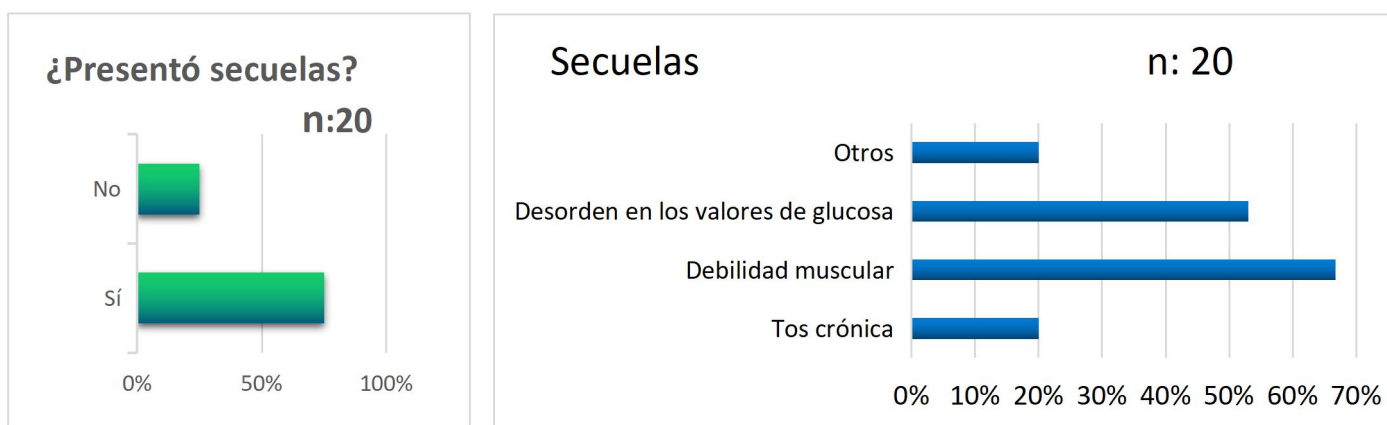 ¿Presentó secuelas?
n:20
No
Sí
0% 50% 100%
Secuelas n: 20
Otros
Desorden en los valores de glucosa
Debilidad muscular
Tos crónica
0% 10% 20% 30% 40% 50% 60% 70%